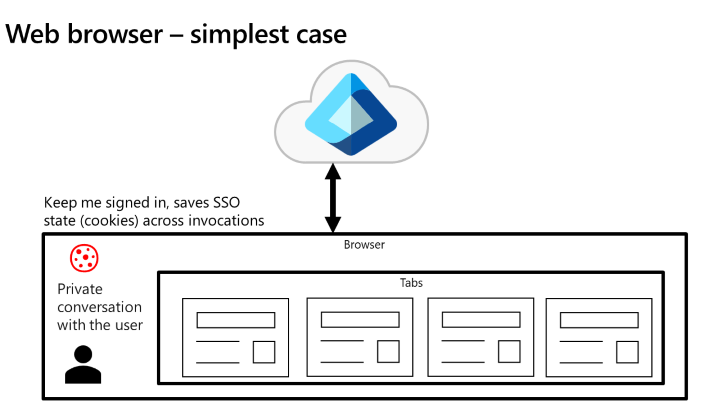 Web browser – simplest case
Keep me signed in, saves SSO
state (cookies) across invocations
Browser
Tabs
Private
conversation
with the user